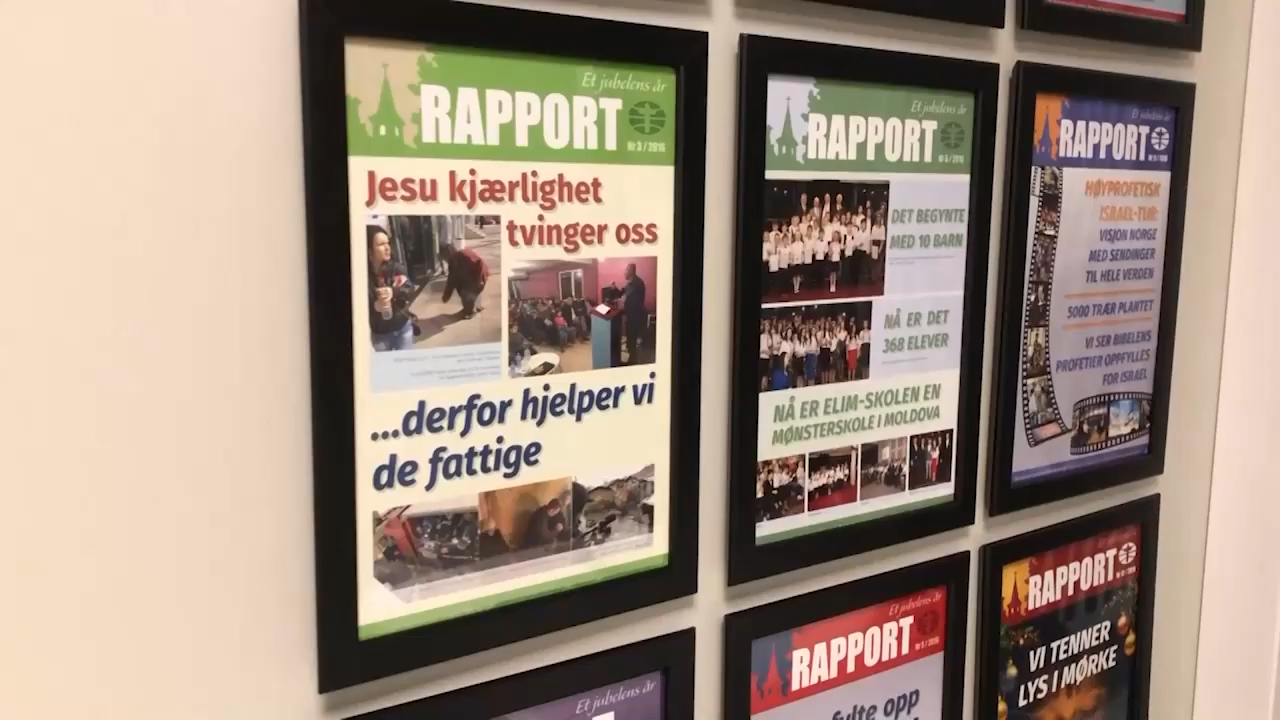 Et jubelens år
RAPPORT
Nr 3 / 2016
Jesu kjærlighet
tvinger oss
...derfor hjelper vi
de fattige
Et jubelens år
RAPPORT
DET BEGYNTE
MED 10 BARN
NÅ ER DET
368 ELEVER
NÅ ER ELIM-SKOLEN EN
MØNSTERSKOLE I MOLDOVA
Et jubelens år
RAPPORT
HØYPROFETISK
ISRAEL-TUR:
VISJON NORGE
MED SENDINGER
TIL HELE VERDEN
5000 TRÆR PLANTET
VI SER BIBELENS
PROFETIER OPPFYLLES
FOR ISRAEL
Et jubelens år
Et jubelens år
RAPPORT
fylte opp
RAPPORT
VI TENNER
LYS I MØRKE